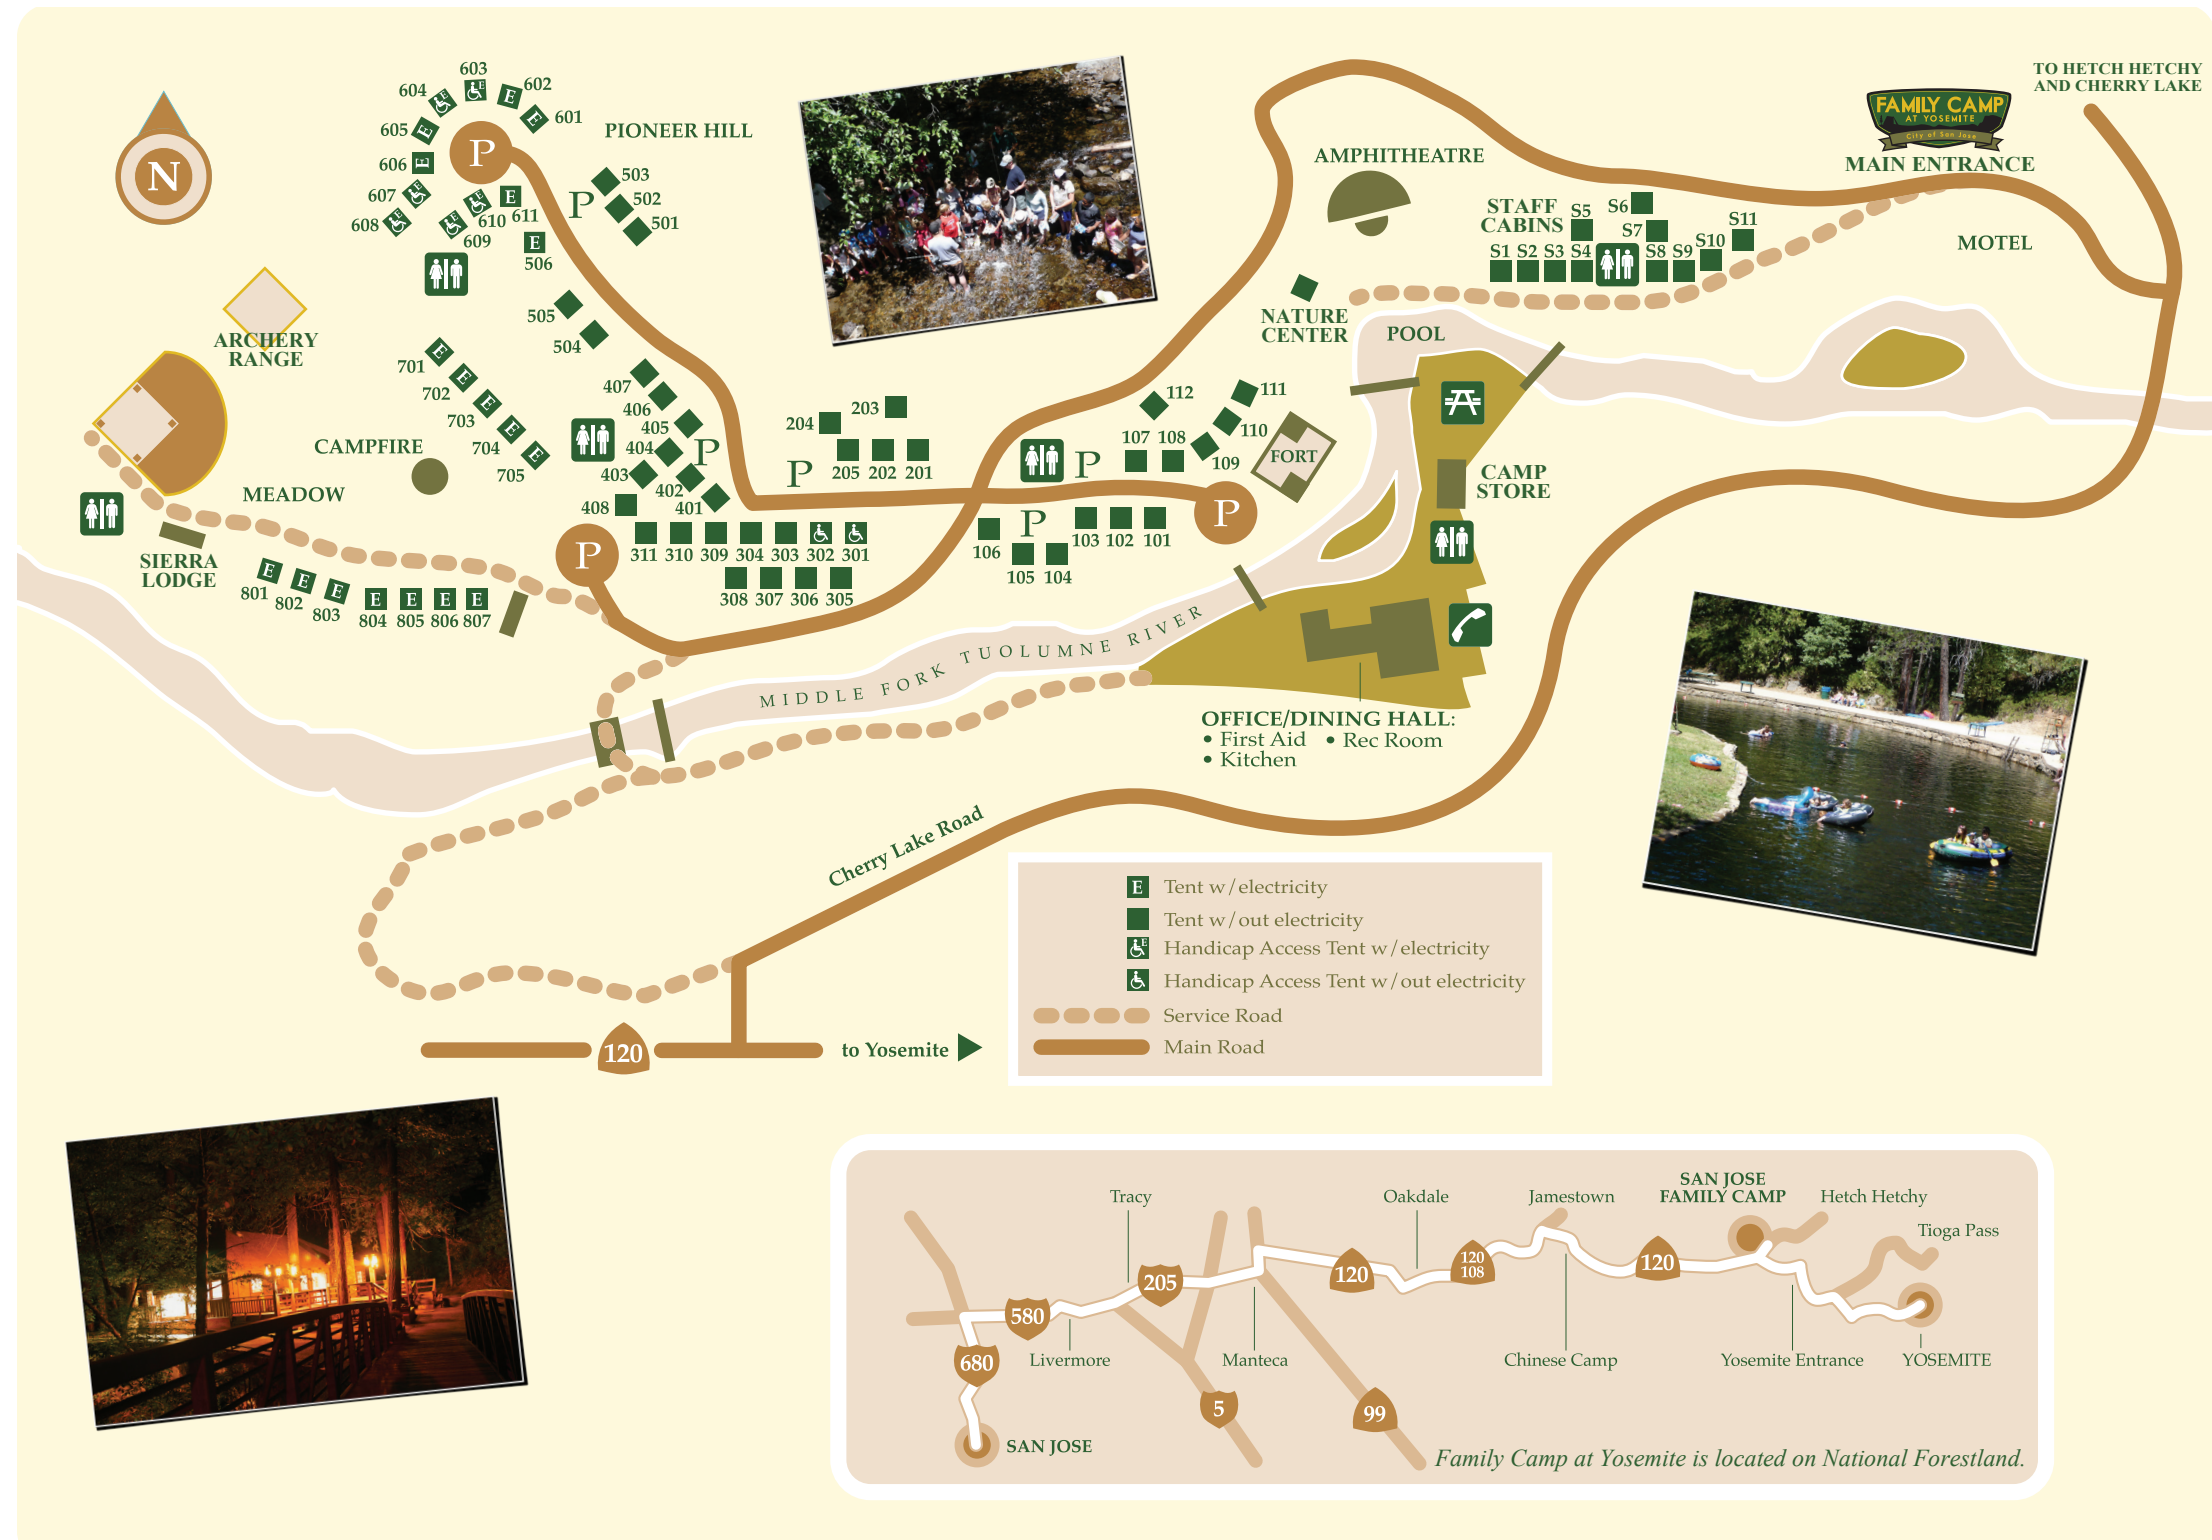 TO HETCH HETCHY
AND CHERRY LAKE
FAMILY CAMP
AT YOSEMITE
City of San Jose
MAIN ENTRANCE
MOTEL
N
603
604
602
601
605
606
607
608
610
611
609
506
P
PIONEER HILL
503
502
501
P
505
504
E
E
E
E
E
E
E
E
E
E
E
E
ARCHERY
RANGE
701
702
703
704
705
E
E
E
E
E
CAMPFIRE
MEADOW
407
406
405
404
403
402
401
408
P
204
203
205 202 201
P
AMPHITHEATRE
STAFF
CABINS
S5
S6
S7
S11
S10
S1 S2 S3 S4
S8 S9
NATURE
CENTER
POOL
112
111
110
109
107 108
P
FORT
CAMP
STORE
P
P
106
105 104
103 102 101
311 310 309 304 303 302 301
308 307 306 305
P
SIERRA
LODGE
E
E
E
E
E
E
E
801
802
803
804 805 806 807
MIDDLE FORK TUOLUMNE RIVER
OFFICE/DINING HALL:
• First Aid • Rec Room
• Kitchen
Cherry Lake Road
E Tent w/electricity
Tent w/out electricity
E Handicap Access Tent w/electricity
Handicap Access Tent w/out electricity
Service Road
Main Road
120
to Yosemite
Tracy
Oakdale
Jamestown
SAN JOSE
FAMILY CAMP
Hetch Hetchy
Tioga Pass
205
120
120
108
120
580
680
Livermore
Manteca
Chinese Camp
Yosemite Entrance
YOSEMITE
5
99
SAN JOSE
Family Camp at Yosemite is located on National Forestland.